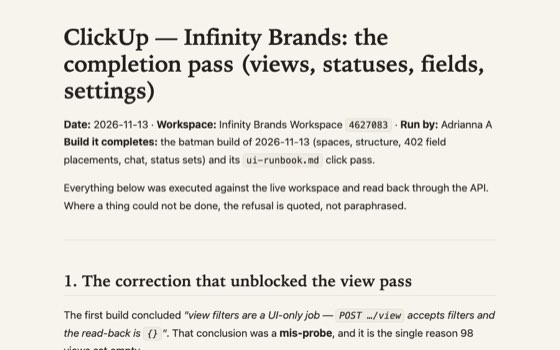 ClickUp — Infinity Brands: the
completion pass (views, statuses, fields,
settings)
Date: 2026-11-13 · Workspace: Infinity Brands Workspace 4627083 · Run by: Adrianna A
Build it completes: the batman build of 2026-11-13 (spaces, structure, 402 field
placements, chat, status sets) and its ui-runbook.md click pass.
Everything below was executed against the live workspace and read back through the API.
Where a thing could not be done, the refusal is quoted, not paraphrased.
1. The correction that unblocked the view pass
The first build concluded "view filters are a UI-only job — POST …/view accepts filters and
the read-back is {} ". That conclusion was a mis-probe, and it is the single reason 98
views sat empty.